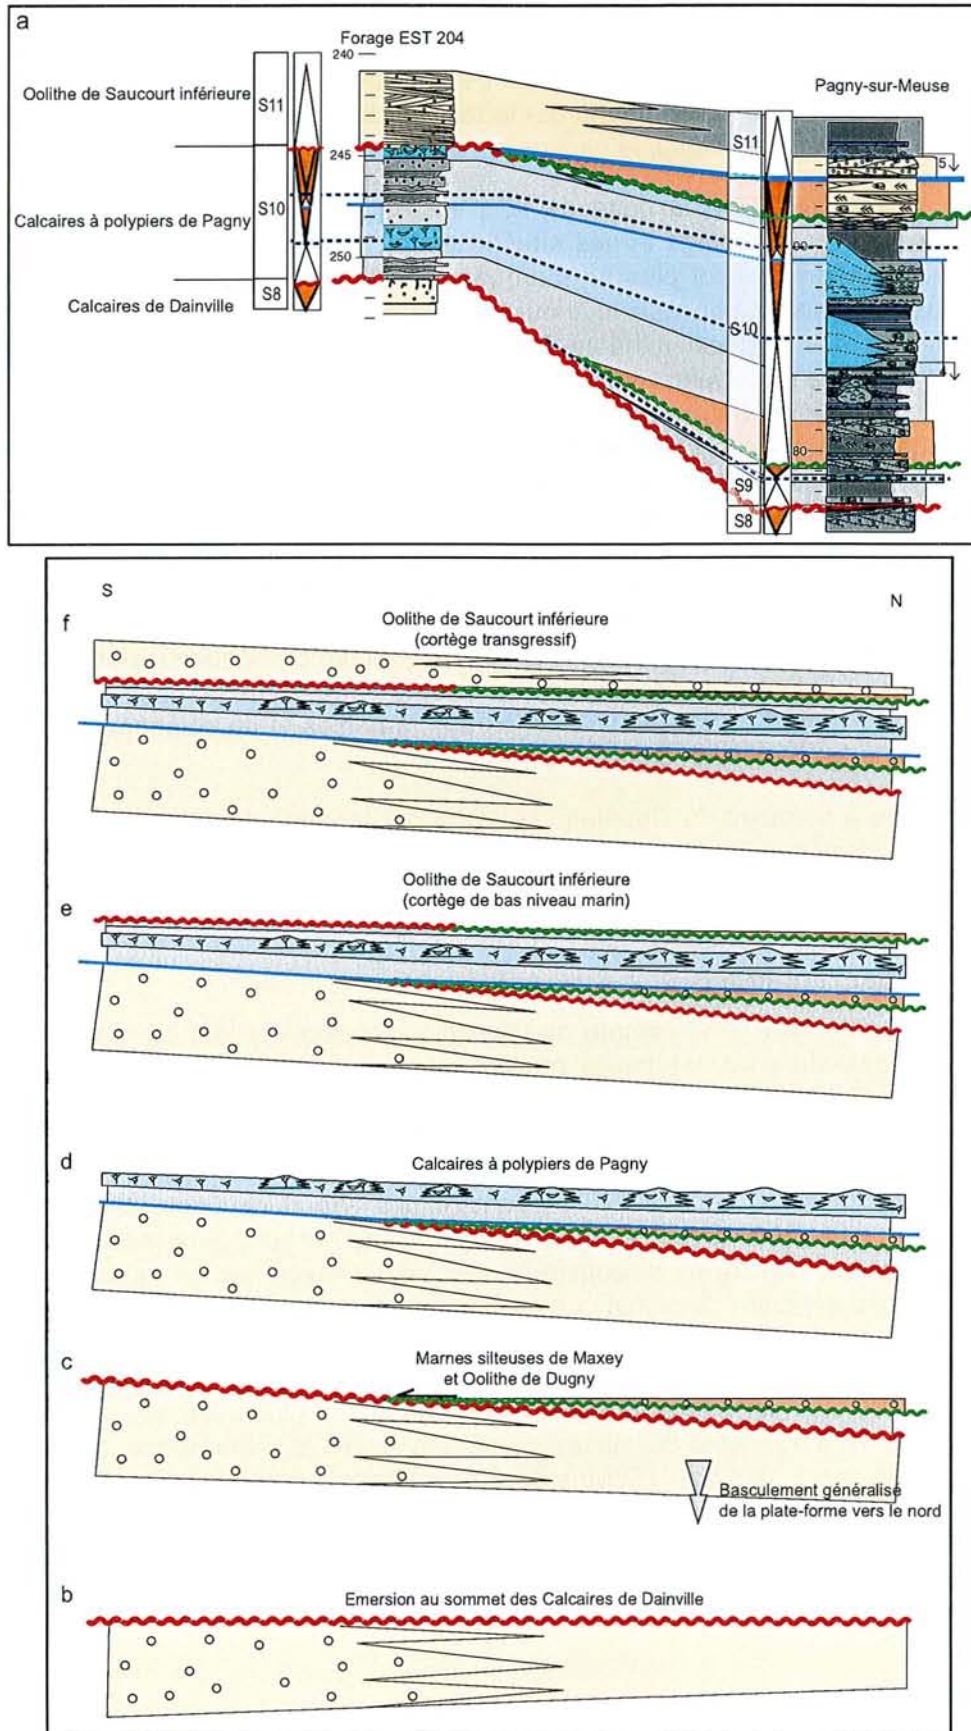 a
Forage EST 204
240
Oolithe de Saucourt inférieure
S11
Pagny-sur-Meuse
S11
245
5
Calcaires à polypiers de Pagny
S10
90
250
S10
Calcaires de Dainville
S8
4
80
S9
S8
S
N
f
Oolithe de Saucourt inférieure
(cortège transgressif)
e
Oolithe de Saucourt inférieure
(cortège de bas niveau marin)
d
Calcaires à polypiers de Pagny
c
Marnes silteuses de Maxey
et Oolithe de Dugny
Basculement généralisé
de la plate-forme vers le nord
b
Emersion au sommet des Calcaires de Dainville